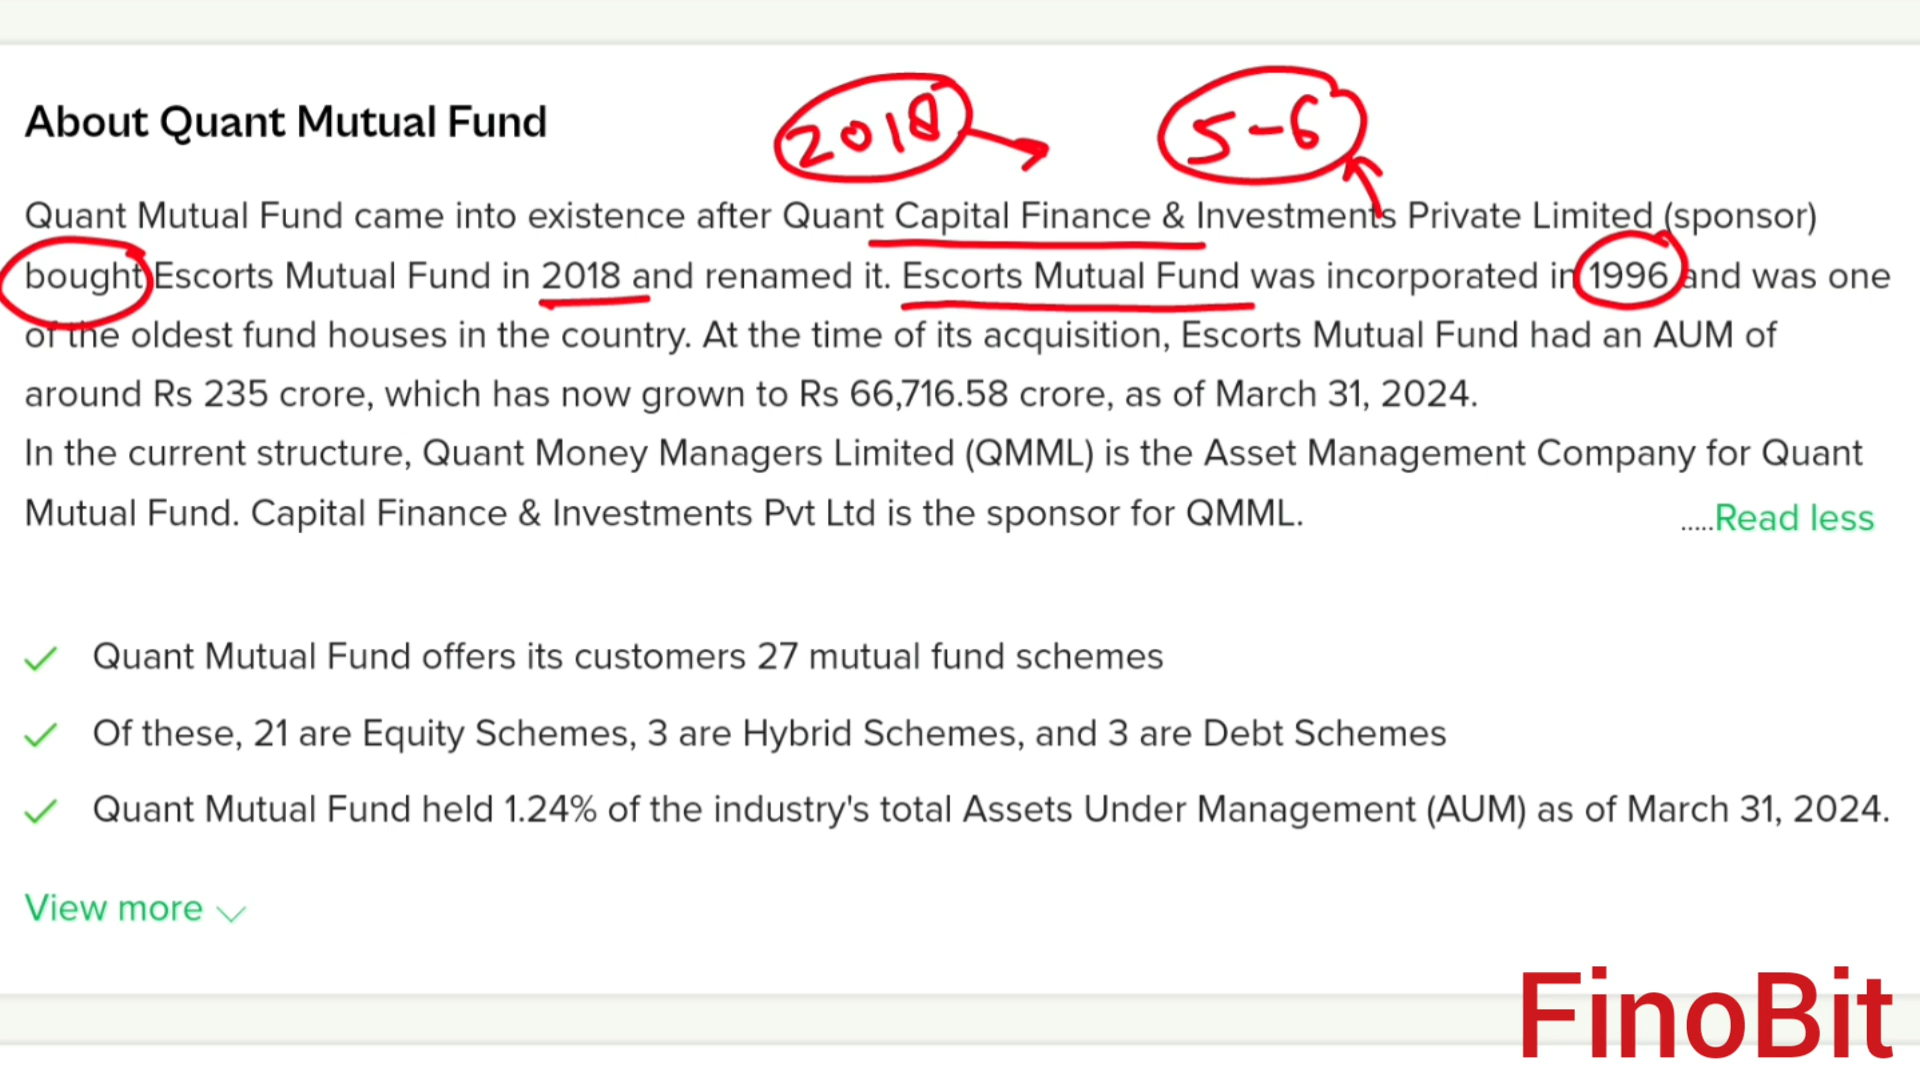 About Quant Mutual Fund
2018
5-6
Quant Mutual Fund came into existence after Quant Capital Finance & Investments Private Limited (sponsor)
bought Escorts Mutual Fund in 2018 and renamed it. Escorts Mutual Fund was incorporated in 1996 and was one
of the oldest fund houses in the country. At the time of its acquisition, Escorts Mutual Fund had an AUM of
around Rs 235 crore, which has now grown to Rs 66,716.58 crore, as of March 31, 2024.
In the current structure, Quant Money Managers Limited (QMML) is the Asset Management Company for Quant
Mutual Fund. Capital Finance & Investments Pvt Ltd is the sponsor for QMML.
.....Read less
Quant Mutual Fund offers its customers 27 mutual fund schemes
Of these, 21 are Equity Schemes, 3 are Hybrid Schemes, and 3 are Debt Schemes
Quant Mutual Fund held 1.24% of the industry's total Assets Under Management (AUM) as of March 31, 2024.
View more
FinoBit